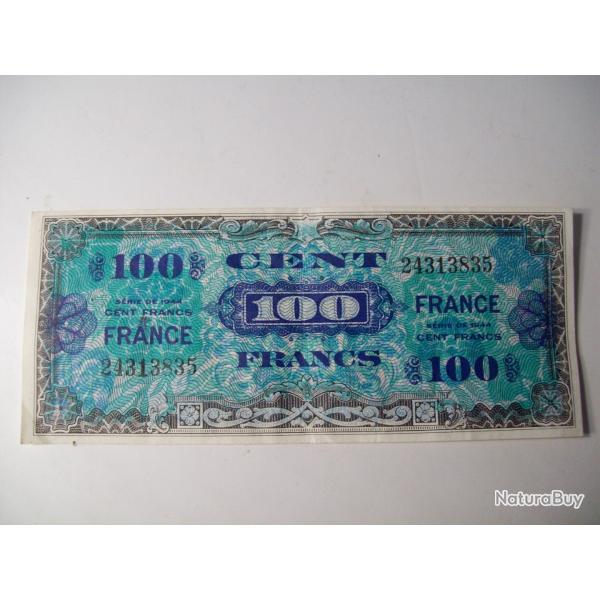 100
SÉRIE DE 1944
CENT FRANCS
FRANCE
24313835
CENT
100
FRANCS
24313835
FRANCE
SÉRIE DE 1944
CENT FRANCS
100
NaturaBuy